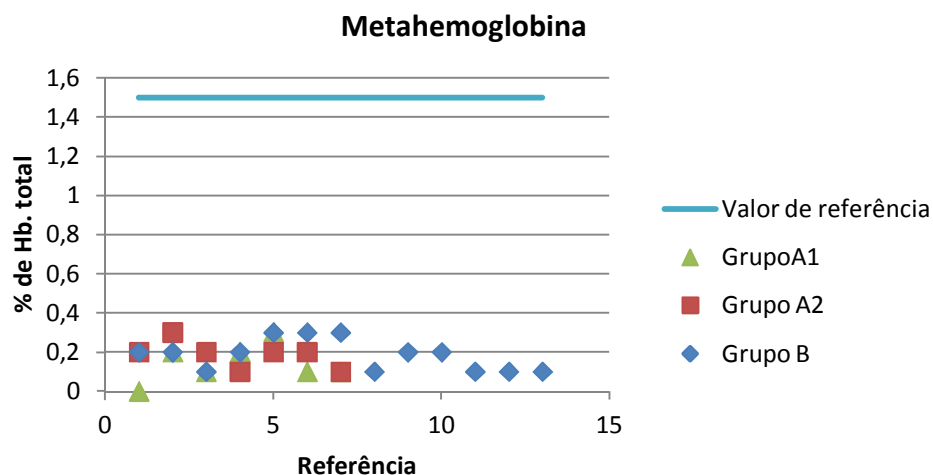 Metahemoglobina
1,6
1,4
1,2
1
0,8
0,6
0,4
0,2
0
% de Hb. total
0 5 10 15
Referência
Valor de referência
GrupoA1
Grupo A2
Grupo B